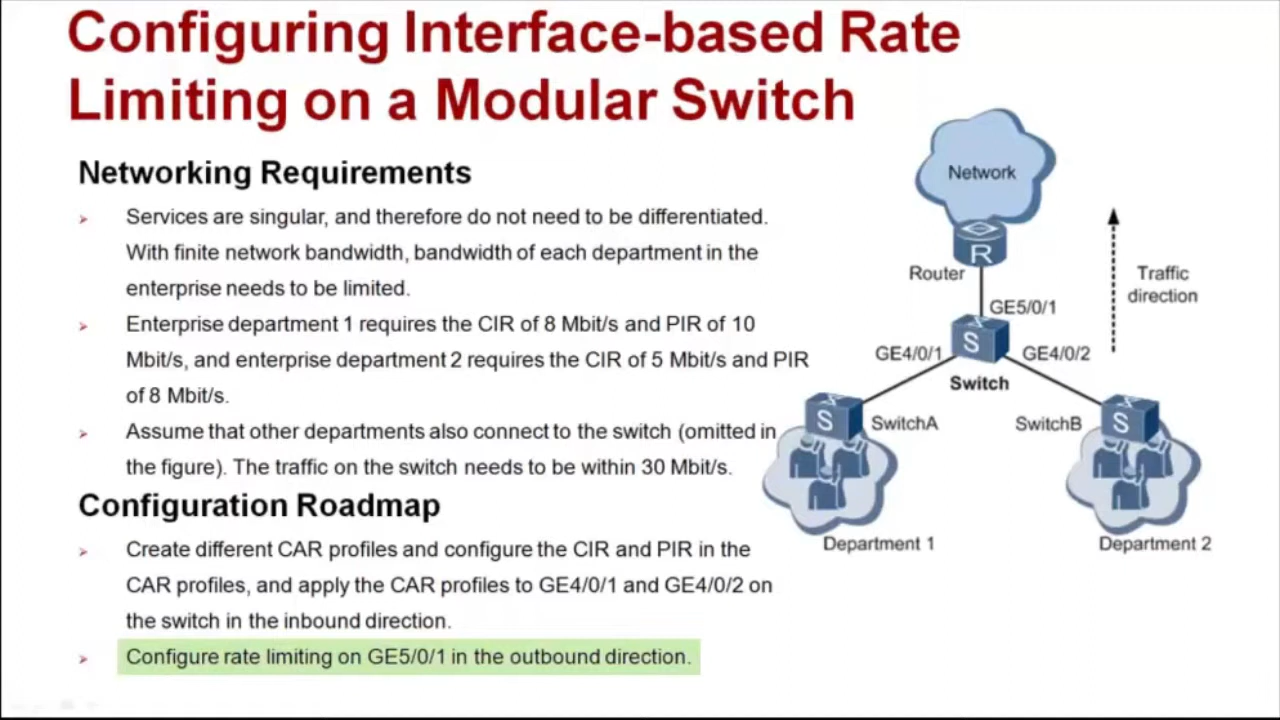 Configuring Interface-based Rate
Limiting on a Modular Switch
Networking Requirements
Services are singular, and therefore do not need to be differentiated.
With finite network bandwidth, bandwidth of each department in the
enterprise needs to be limited.
Enterprise department 1 requires the CIR of 8 Mbit/s and PIR of 10
Mbit/s, and enterprise department 2 requires the CIR of 5 Mbit/s and PIR
of 8 Mbit/s.
Assume that other departments also connect to the switch (omitted in
the figure). The traffic on the switch needs to be within 30 Mbit/s.
Configuration Roadmap
Create different CAR profiles and configure the CIR and PIR in the
CAR profiles, and apply the CAR profiles to GE4/0/1 and GE4/0/2 on
the switch in the inbound direction.
Configure rate limiting on GE5/0/1 in the outbound direction.
Network
R
Router
Traffic
direction
GE5/0/1
S
GE4/0/1
GE4/0/2
Switch
S
SwitchA
SwitchB
S
Department 1
Department 2